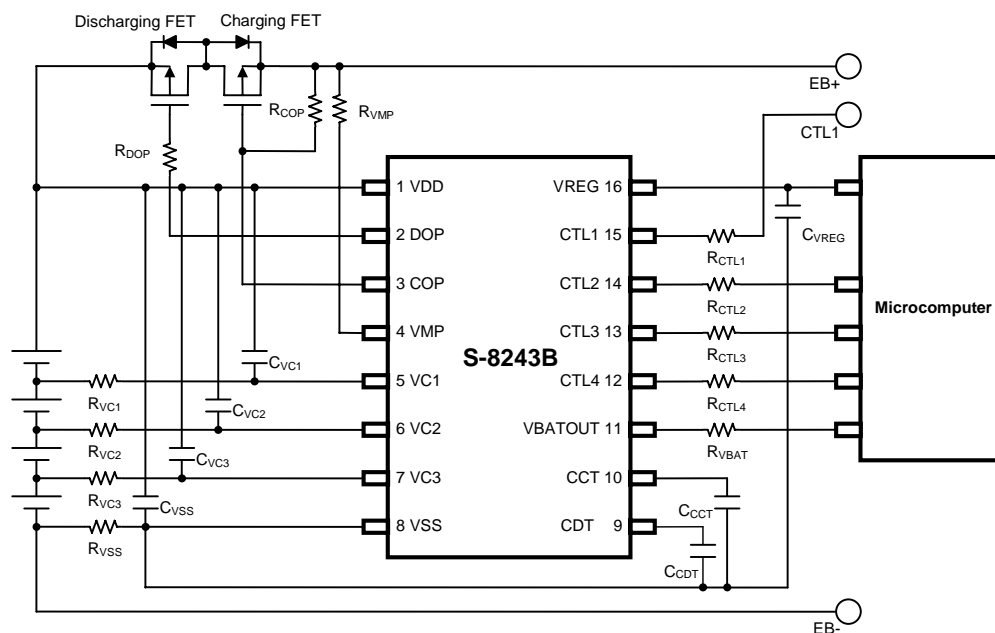 Discharging FET
Charging FET
EB+
RCOP
RVMP
CTL1
RDOP
1 VDD
VREG 16
2 DOP
CTL1 15
RCTL1
CVREG
3 COP
CTL2 14
RCTL2
Microcomputer
4 VMP
CTL3 13
RCTL3
S-8243B
CVC1
5 VC1
CTL4 12
RCTL4
RVC1
CVC2
6 VC2
VBATOUT 11
RVBAT
RVC2
CVC3
7 VC3
CCT 10
RVC3
CVSS
CCCT
8 VSS
CDT 9
RVSS
CCDT
EB-